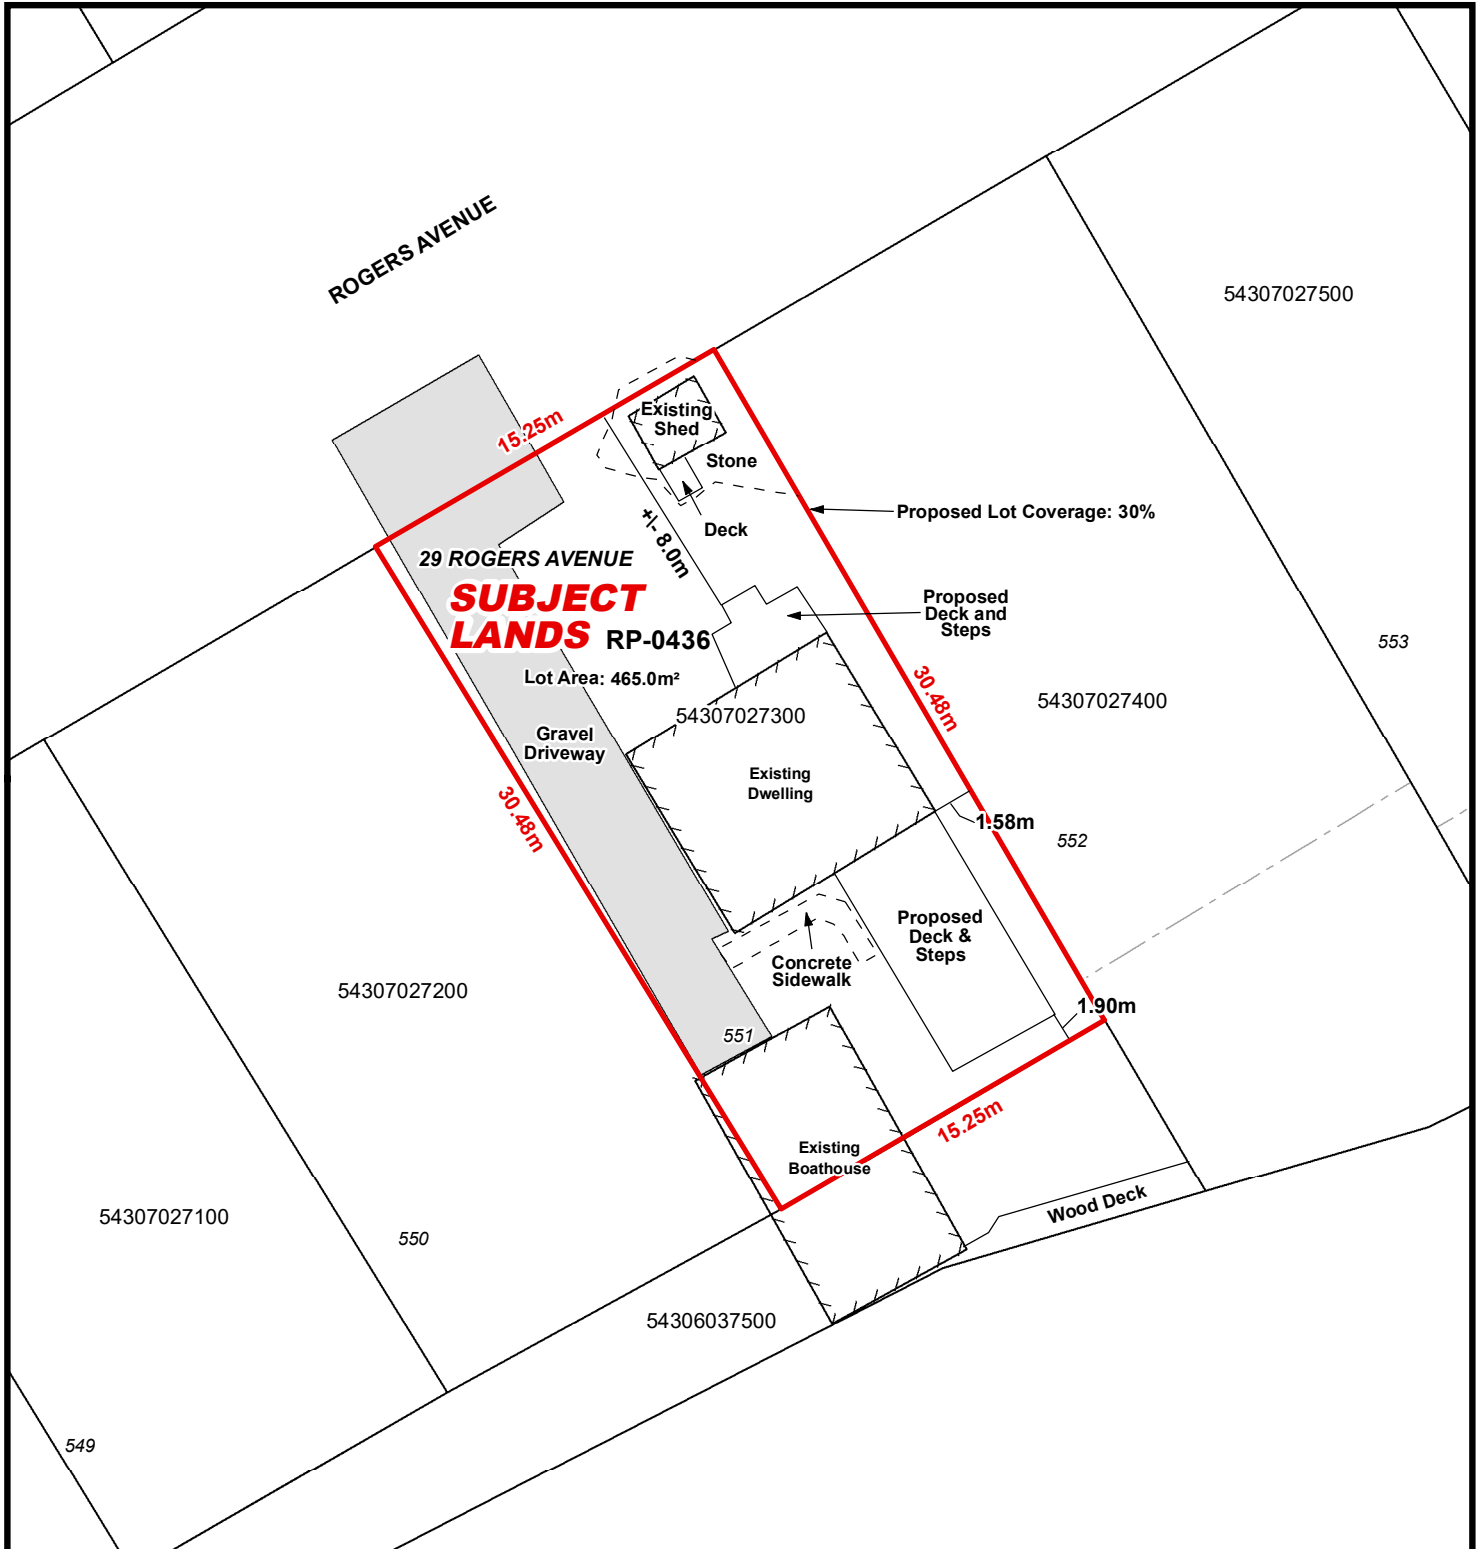 ROGERS AVENUE
54307027500
15.25m
Existing
Shed
Stone
Deck
+/- 8.0m
Proposed Lot Coverage: 30%
29 ROGERS AVENUE
SUBJECT
LANDS RP-0436
Lot Area: 465.0m²
Proposed
Deck and
Steps
553
30.48m
54307027400
54307027300
Gravel
Driveway
Existing
Dwelling
30.48m
1.58m
552
Proposed
Deck &
Steps
Concrete
Sidewalk
54307027200
1.90m
551
15.25m
Existing
Boathouse
Wood Deck
54307027100
550
54306037500
549